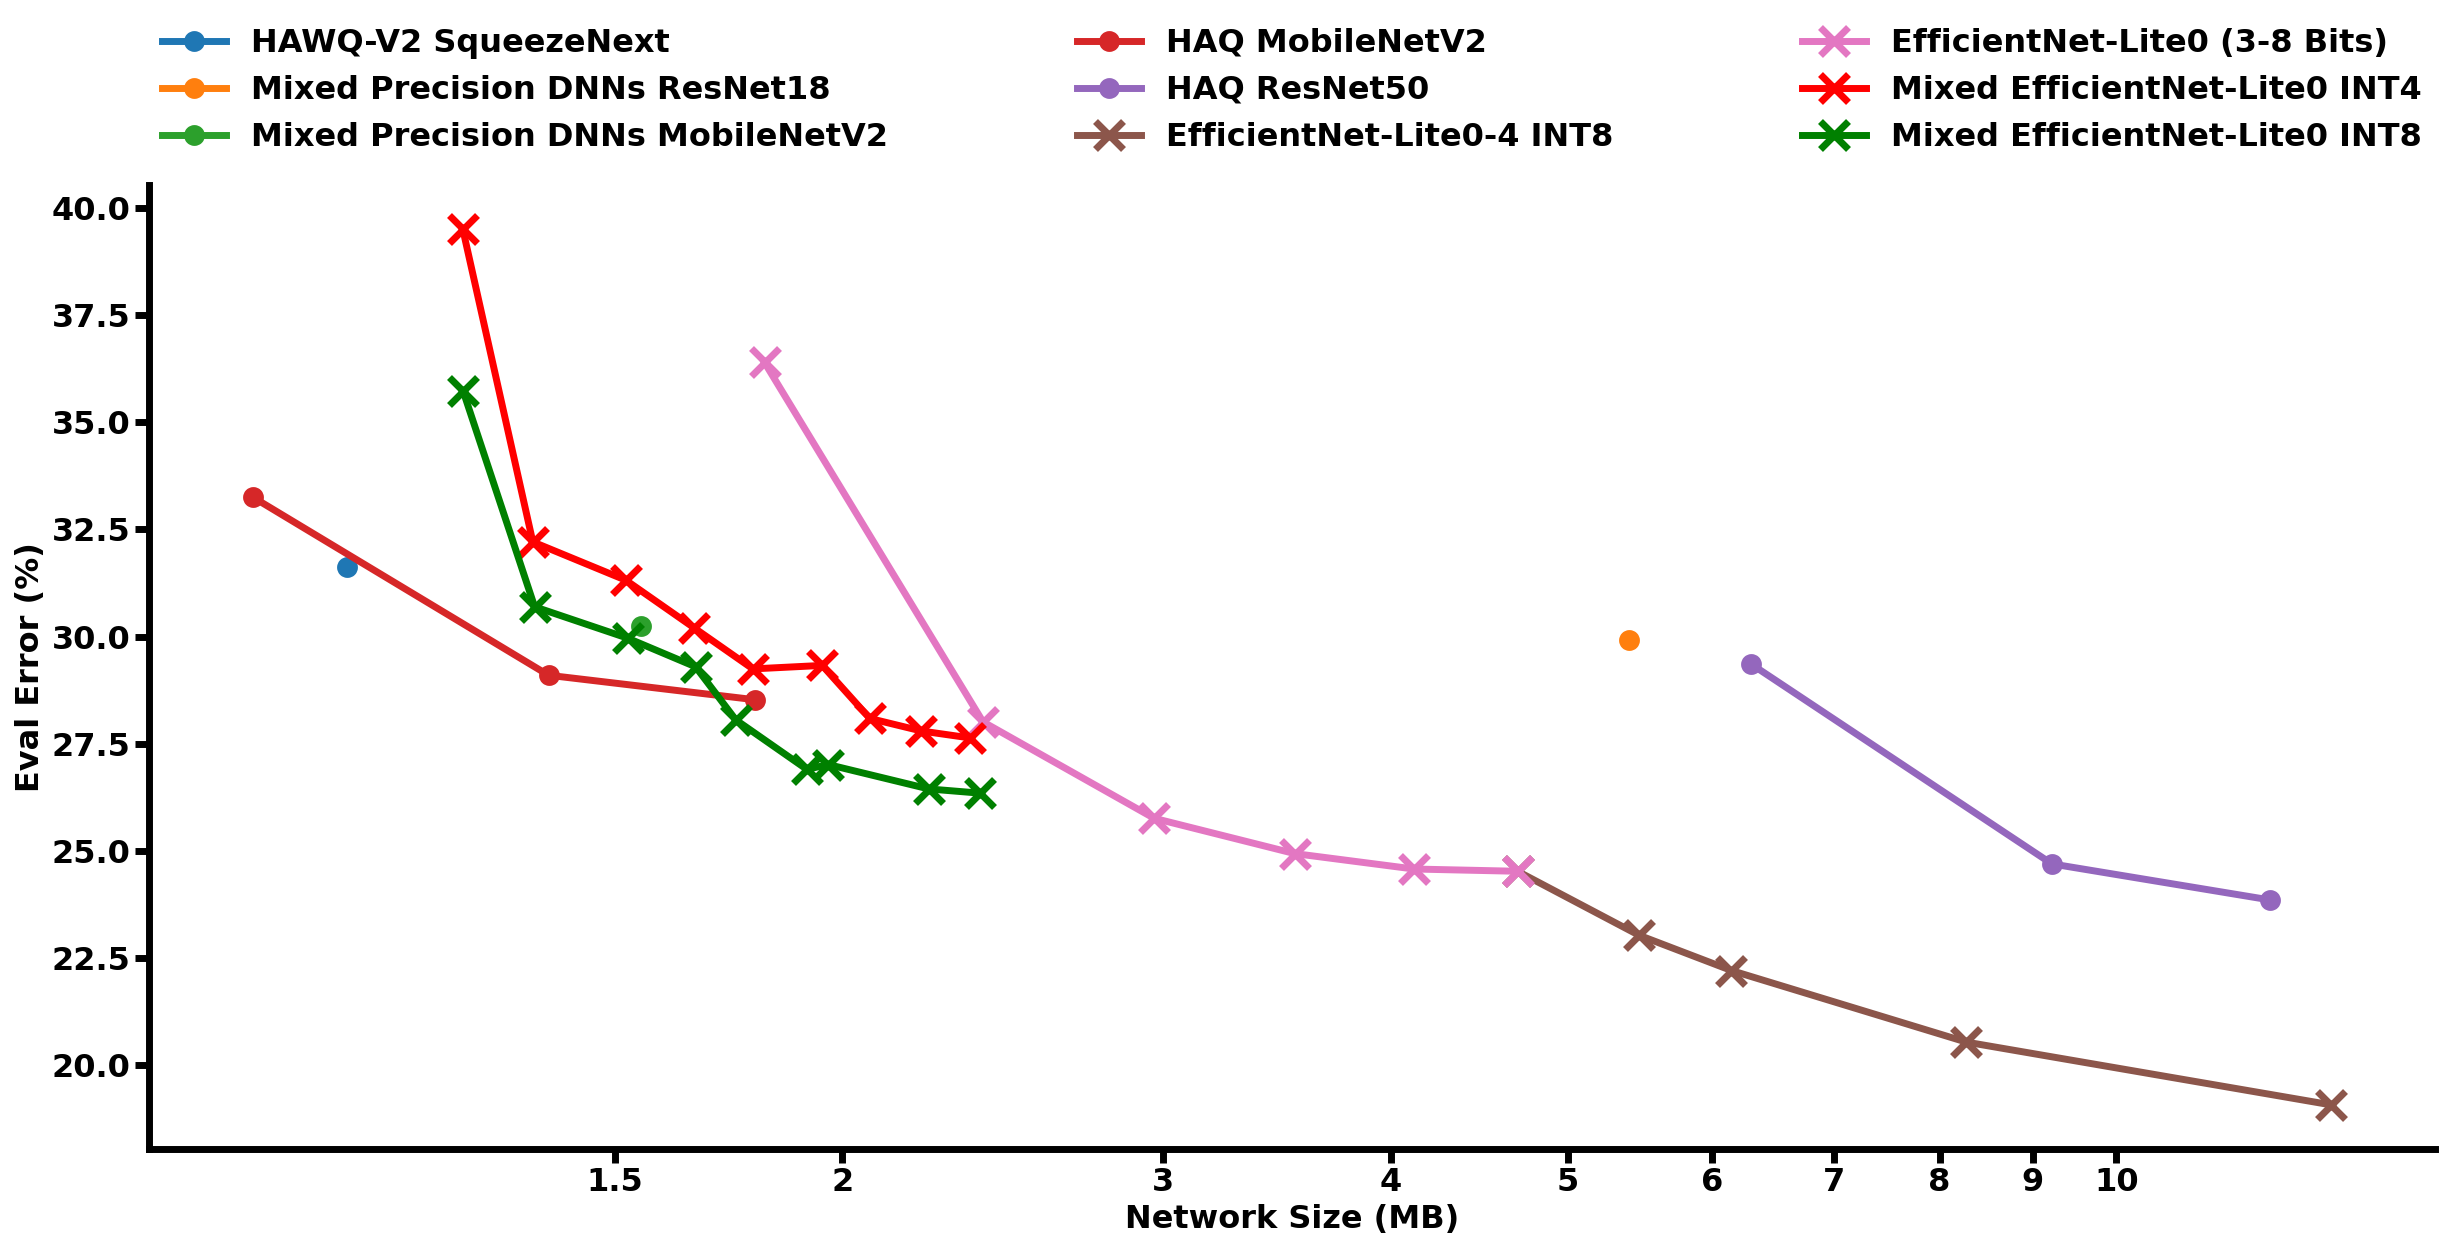 HAWQ-V2 SqueezeNext
Mixed Precision DNNs ResNet18
Mixed Precision DNNs MobileNetV2
HAQ MobileNetV2
HAQ ResNet50
EfficientNet-Lite0-4 INT8
EfficientNet-Lite0 (3-8 Bits)
Mixed EfficientNet-Lite0 INT4
Mixed EfficientNet-Lite0 INT8
Eval Error (%)
40.0
37.5
35.0
32.5
30.0
27.5
25.0
22.5
20.0
1.5 2 3 4 5 6 7 8 9 10
Network Size (MB)